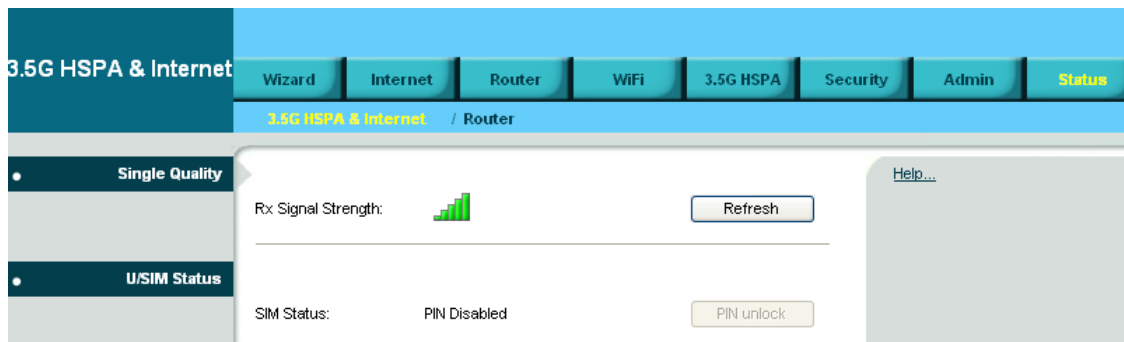 3.5G HSPA & Internet
Wizard Internet Router WiFi 3.5G HSPA Security Admin Status
3.5G HSPA & Internet / Router
Single Quality
Help...
Rx Signal Strength: Refresh
U/SIM Status
SIM Status: PIN Disabled PIN unlock